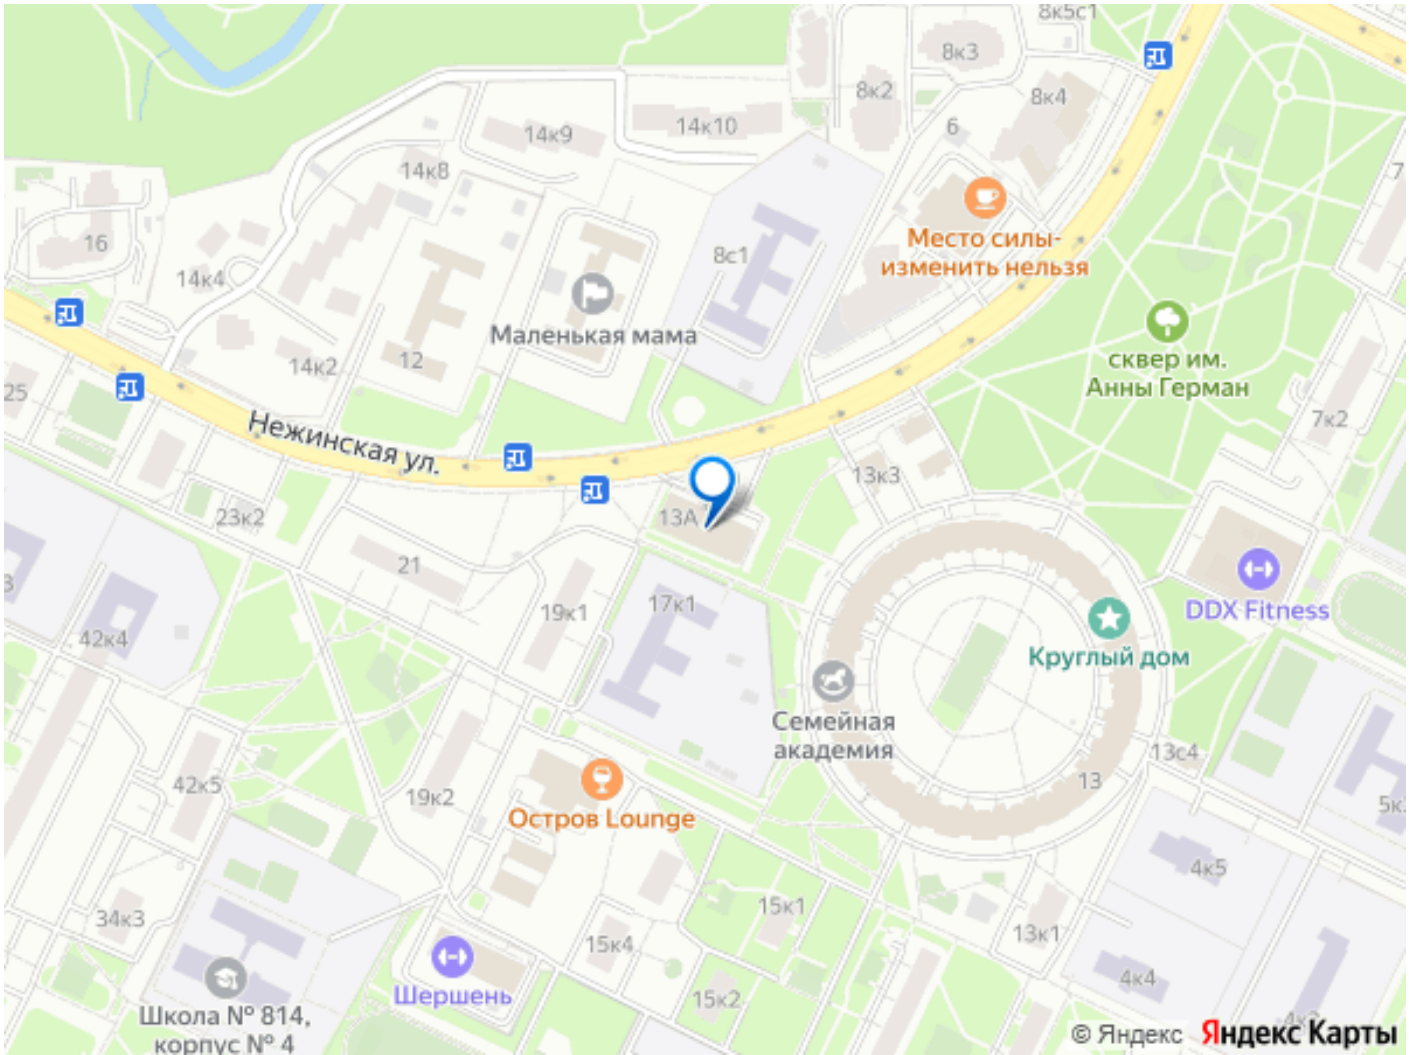 8к5с1
8к3
8к2
8к4
14к9
14к10
6
14к8
7
16
14к4
8с1
Место силы-
изменить нельзя
Маленькая мама
сквер им.
Анны Герман
14к2
12
25
7к2
Нежинская ул.
13к3
23к2
13А
21
19к1
17к1
DDX Fitness
3
42к4
Круглый дом
Семейная
академия
13с4
13
42к5
19к2
Остров Lounge
4к5
34к3
15к1
15к4
13к1
4к4
Шершень
15к2
Школа № 814,
корпус № 4
© Яндекс Яндекс Карты